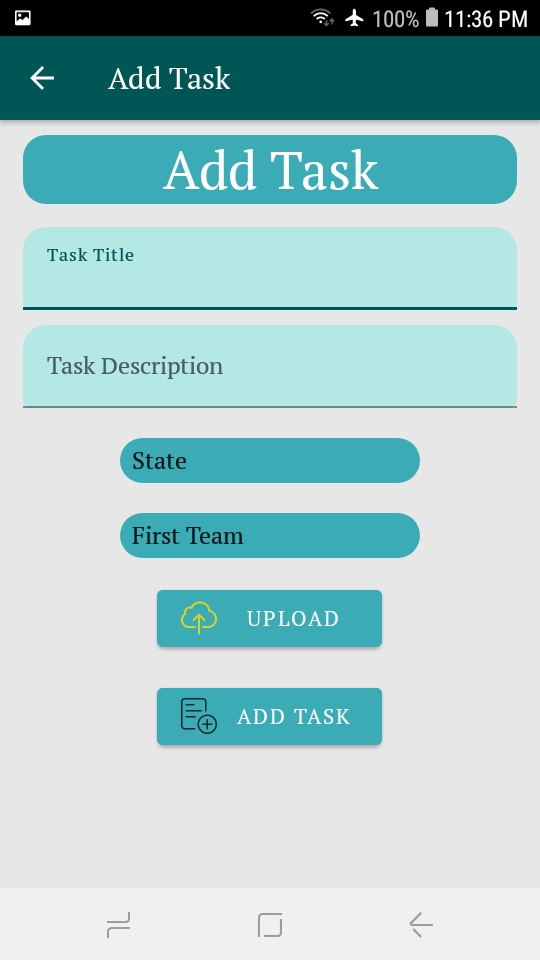 100% 11:36 PM
Add Task
Add Task
Task Title
Task Description
State
First Team
UPLOAD
ADD TASK